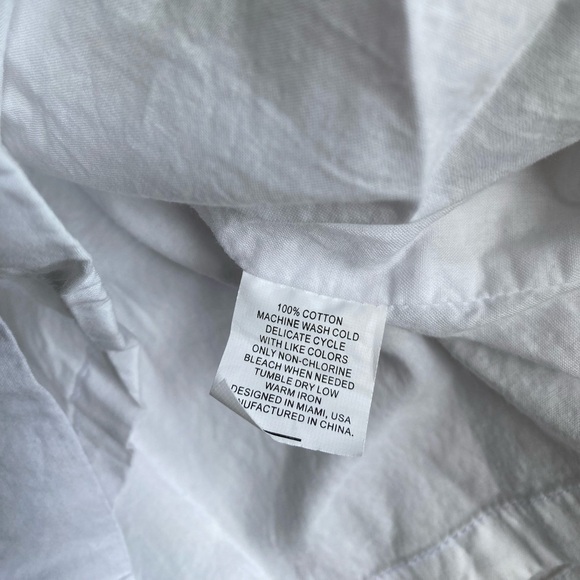 100% COTTON
MACHINE WASH COLD
DELICATE CYCLE
WITH LIKE COLORS
ONLY NON-CHLORINE
BLEACH WHEN NEEDED
TUMBLE DRY LOW
WARM IRON
DESIGNED IN MIAMI, USA
NUFACTURED IN CHINA.